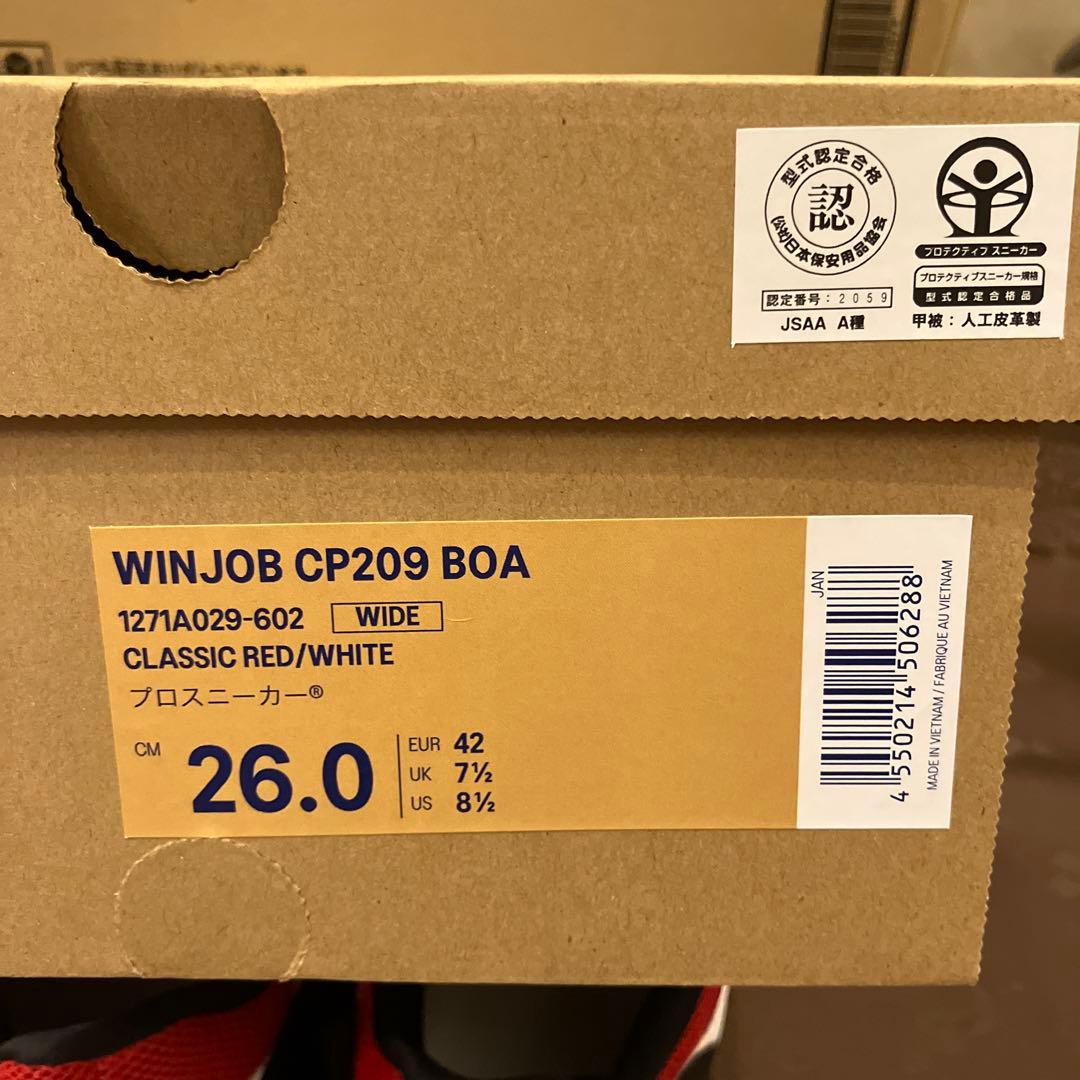 型式認定合格
認
(公社)日本保安用品協会
認定番号：2059
JSAA A種
プロテクティブ スニーカー
プロテクティブスニーカー規格
型式認定合格品
甲被：人工皮革製
WINJOB CP209 BOA
1271A029-602 WIDE
CLASSIC RED/WHITE
プロスニーカー®
CM 26.0
EUR 42
UK 7½
US 8½
JAN
4 550214 506288
MADE IN VIETNAM / FABRIQUE AU VIETNAM